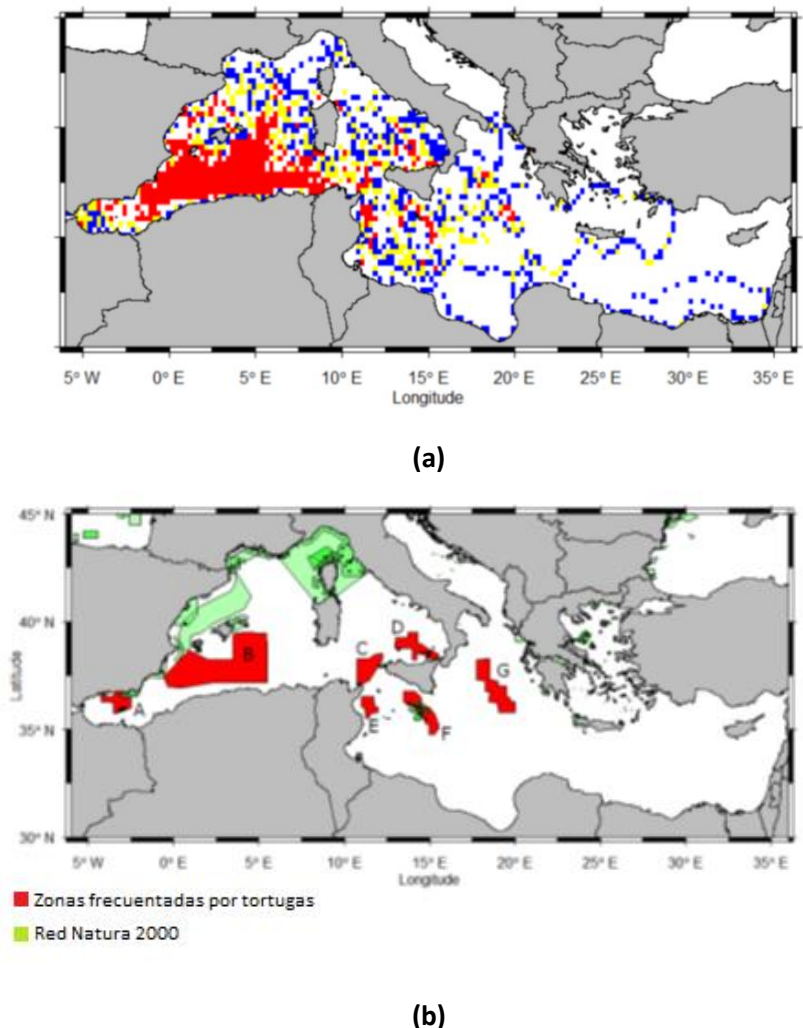 5° W 0° E 5° E 10° E 15° E 20° E 25° E 30° E 35° E
Longitude
(a)
45° N
40° N
35° N
30° N
Latitude
A
B
C
D
E
F
G
5° W 0° E 5° E 10° E 15° E 20° E 25° E 30° E 35° E
Longitude
Zonas frecuentadas por tortugas
Red Natura 2000
(b)